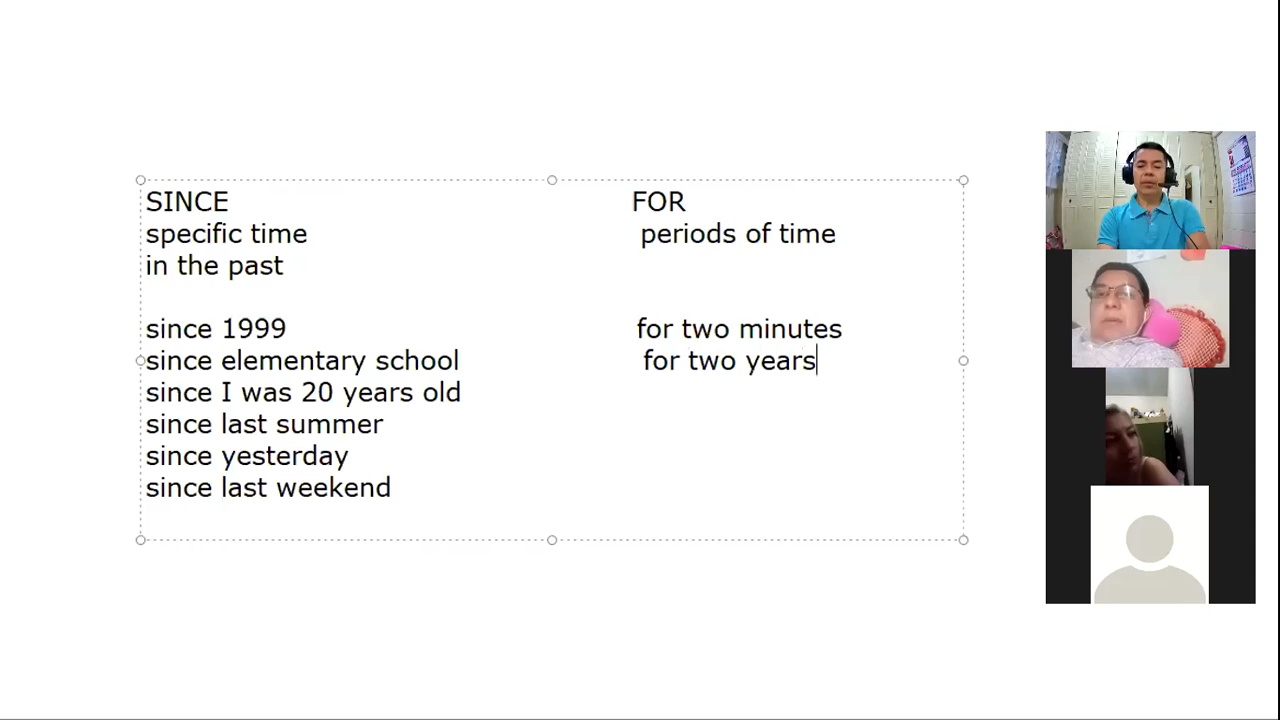 SINCE FOR
specific time periods of time
in the past
since 1999 for two minutes
since elementary school for two years
since I was 20 years old
since last summer
since yesterday
since last weekend